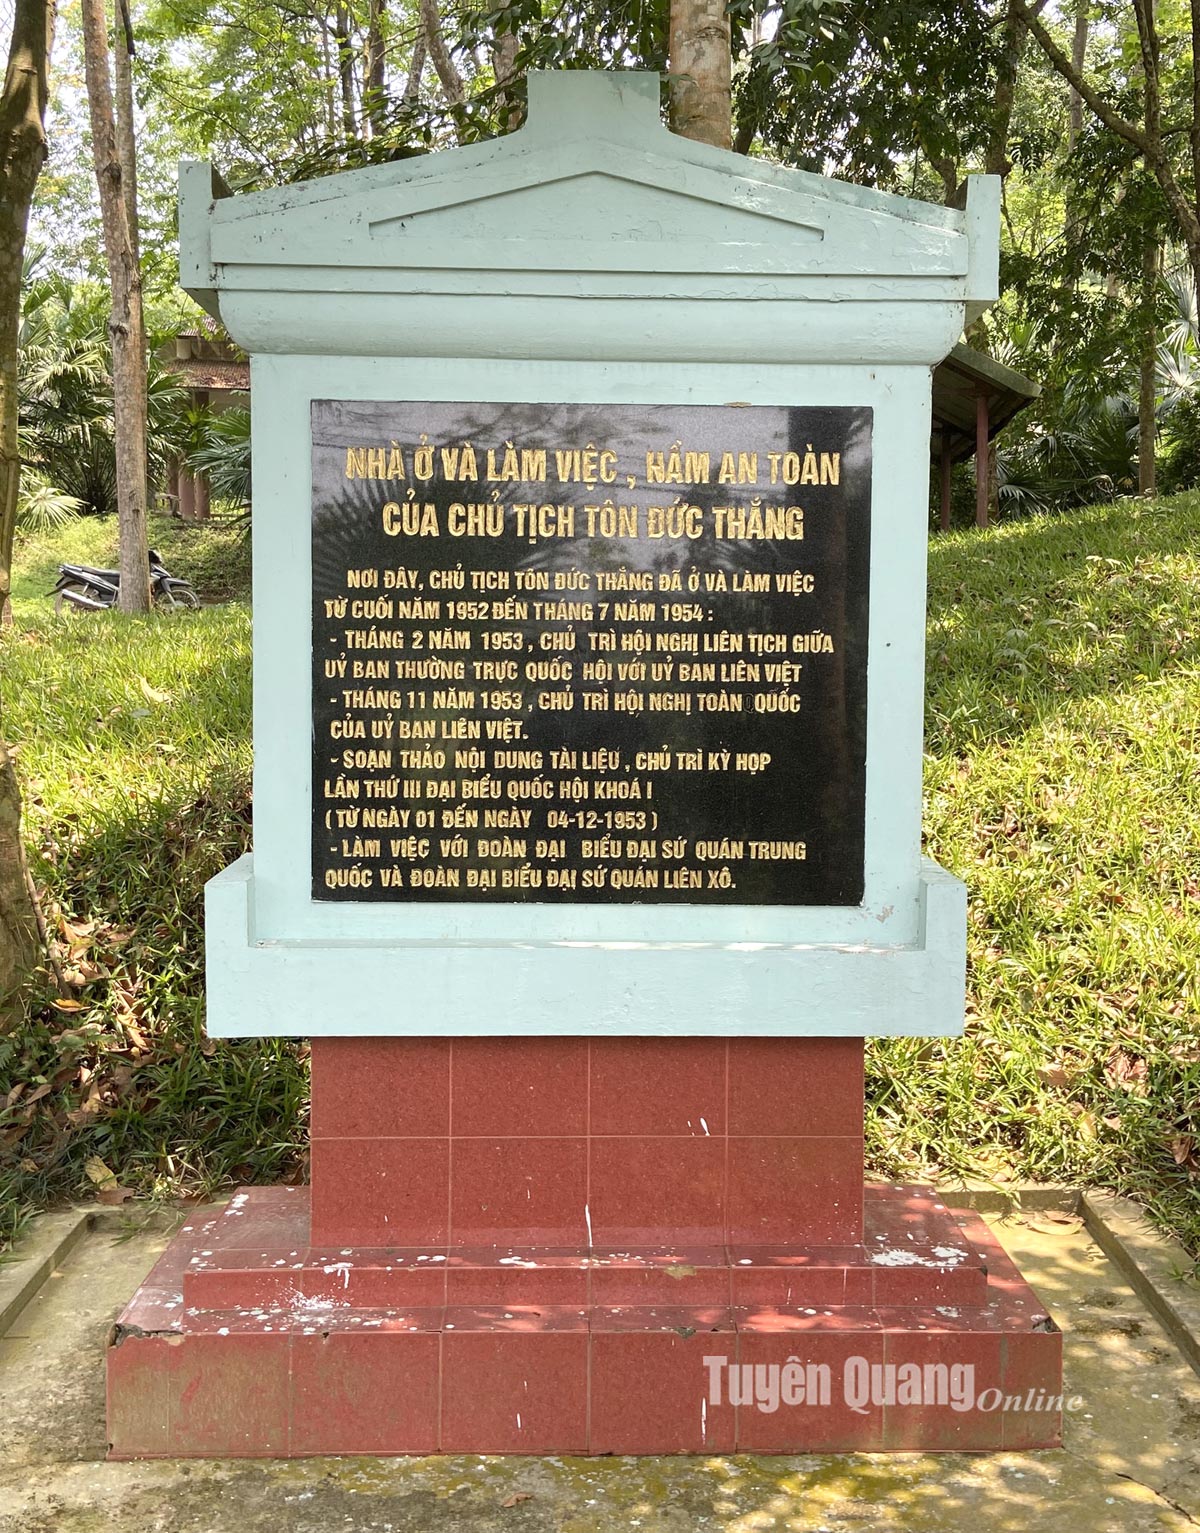 NHÀ Ở VÀ LÀM VIỆC , HẦM AN TOÀN
CỦA CHỦ TỊCH TÔN ĐỨC THẮNG
NƠI ĐÂY, CHỦ TỊCH TÔN ĐỨC THẮNG ĐÃ Ở VÀ LÀM VIỆC
TỪ CUỐI NĂM 1952 ĐẾN THÁNG 7 NĂM 1954 :
- THÁNG 2 NĂM 1953 , CHỦ TRÌ HỘI NGHỊ LIÊN TỊCH GIỮA
UỶ BAN THƯỜNG TRỰC QUỐC HỘI VỚI UỶ BAN LIÊN VIỆT
- THÁNG 11 NĂM 1953 , CHỦ TRÌ HỘI NGHỊ TOÀN QUỐC
CỦA UỶ BAN LIÊN VIỆT.
- SOẠN THẢO NỘI DUNG TÀI LIỆU , CHỦ TRÌ KỲ HỌP
LẦN THỨ III ĐẠI BIỂU QUỐC HỘI KHOÁ I
( TỪ NGÀY 01 ĐẾN NGÀY 04-12-1953 )
- LÀM VIỆC VỚI ĐOÀN ĐẠI BIỂU ĐẠI SỨ QUÁN TRUNG
QUỐC VÀ ĐOÀN ĐẠI BIỂU ĐẠI SỨ QUÁN LIÊN XÔ.
Tuyên Quang Online